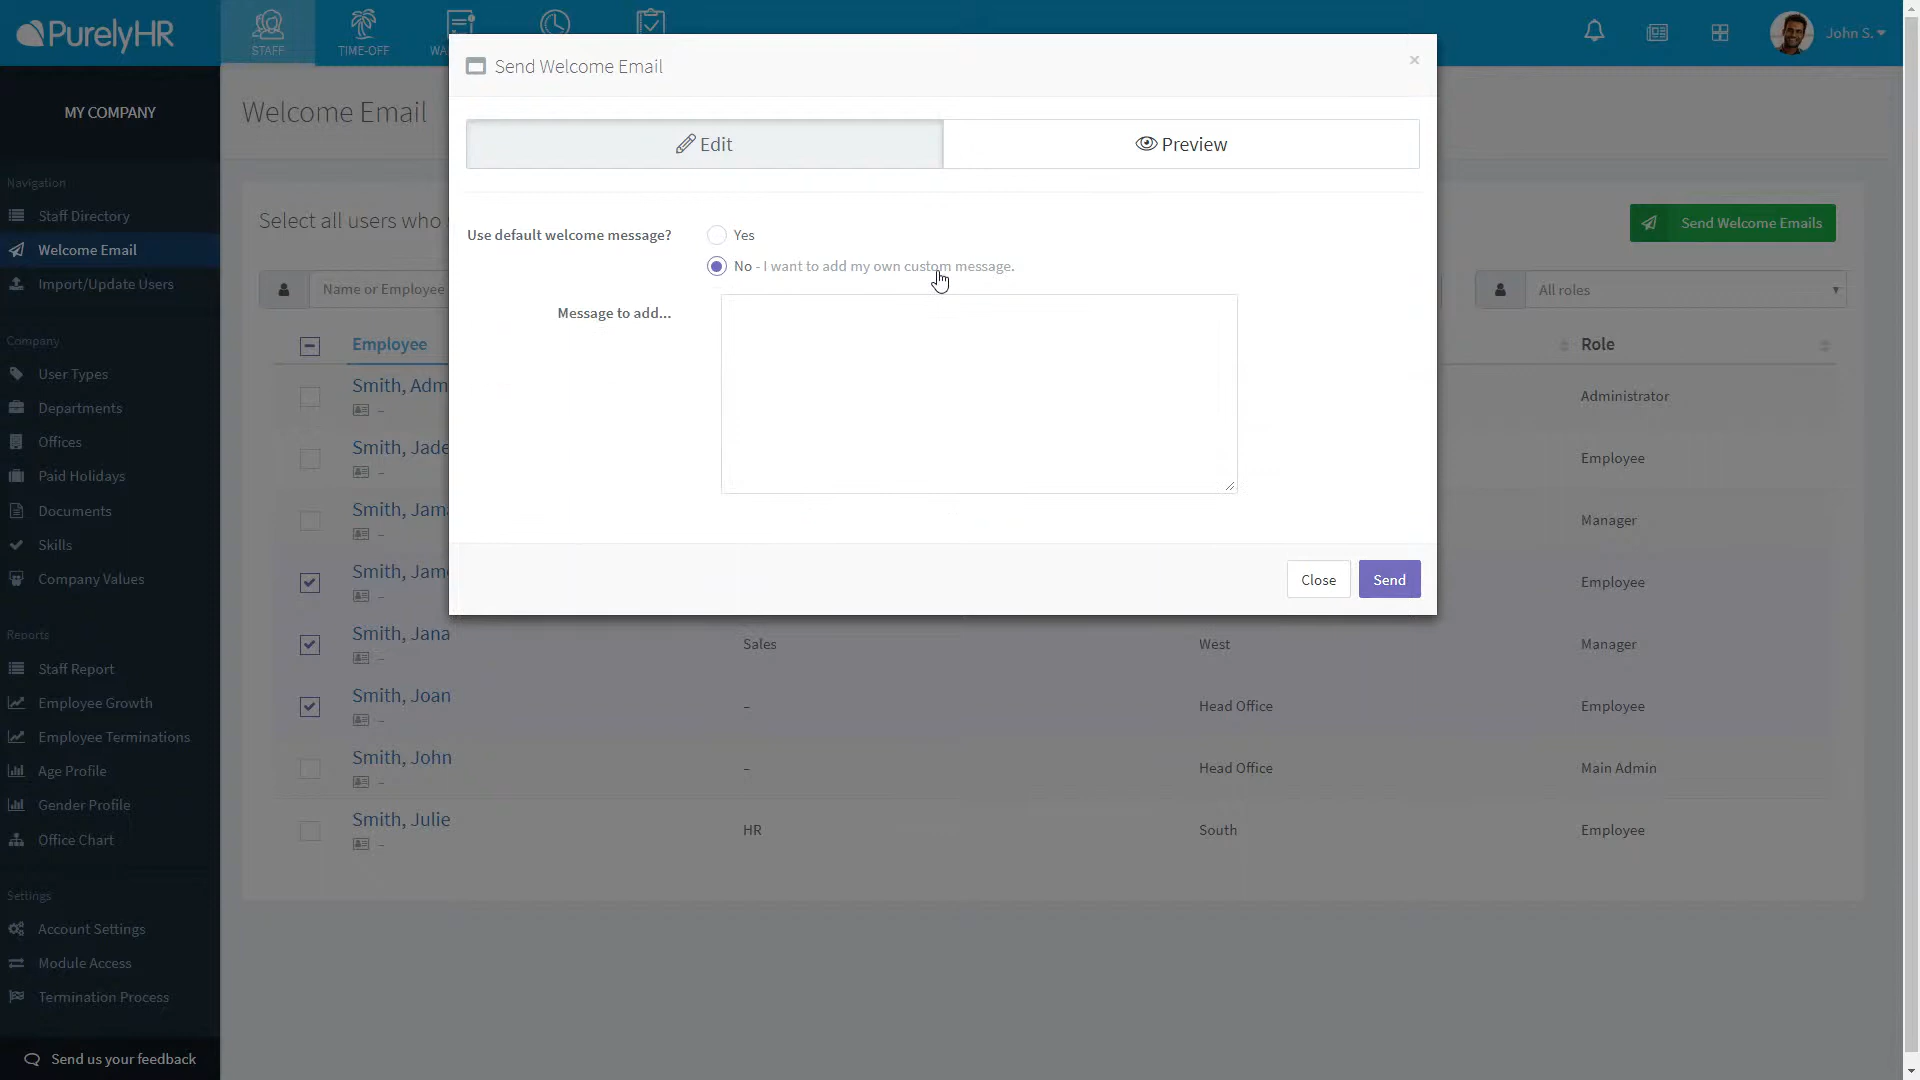 PurelyHR
STAFF
TIME-OFF
WA
John S.
MY COMPANY
Navigation
Staff Directory
Welcome Email
Import/Update Users
Company
User Types
Departments
Offices
Paid Holidays
Documents
Skills
Company Values
Reports
Staff Report
Employee Growth
Employee Terminations
Age Profile
Gender Profile
Office Chart
Settings
Account Settings
Module Access
Termination Process
Send us your feedback
Welcome Email
Select all users who
Send Welcome Emails
Name or Employee
All roles
Employee
Role
Smith, Adm
–
Administrator
Smith, Jade
–
Employee
Smith, Jama
–
Manager
Smith, Jame
–
Employee
Smith, Jana
–
Sales
West
Manager
Smith, Joan
–
–
Head Office
Employee
Smith, John
–
–
Head Office
Main Admin
Smith, Julie
–
HR
South
Employee
Send Welcome Email
×
Edit
Preview
Use default welcome message?
Yes
No - I want to add my own custom message.
Message to add...
Close
Send